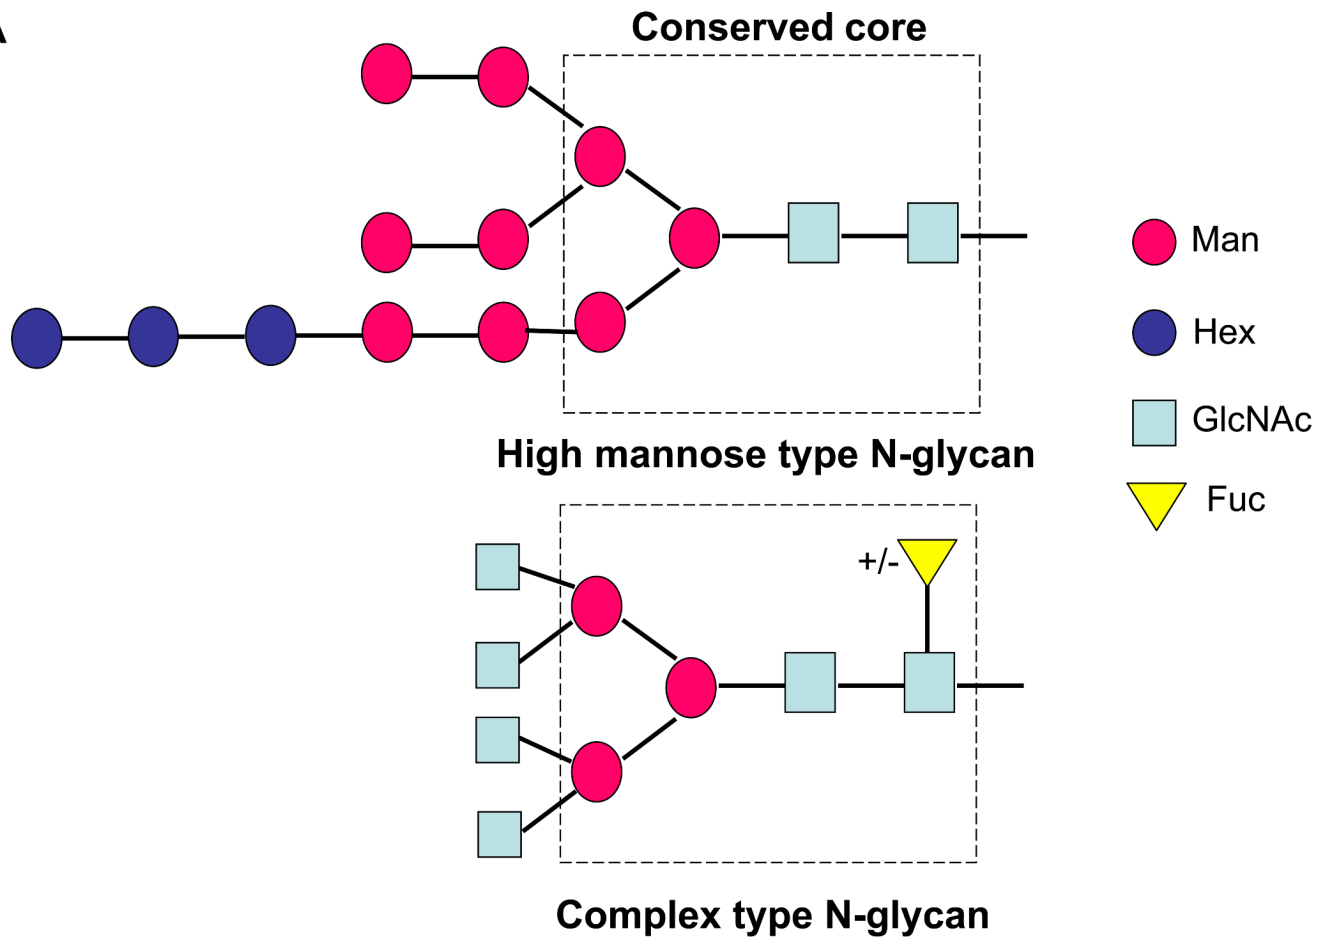 A
Conserved core
Man
Hex
GlcNAc
High mannose type N-glycan
Fuc
+/-
Complex type N-glycan